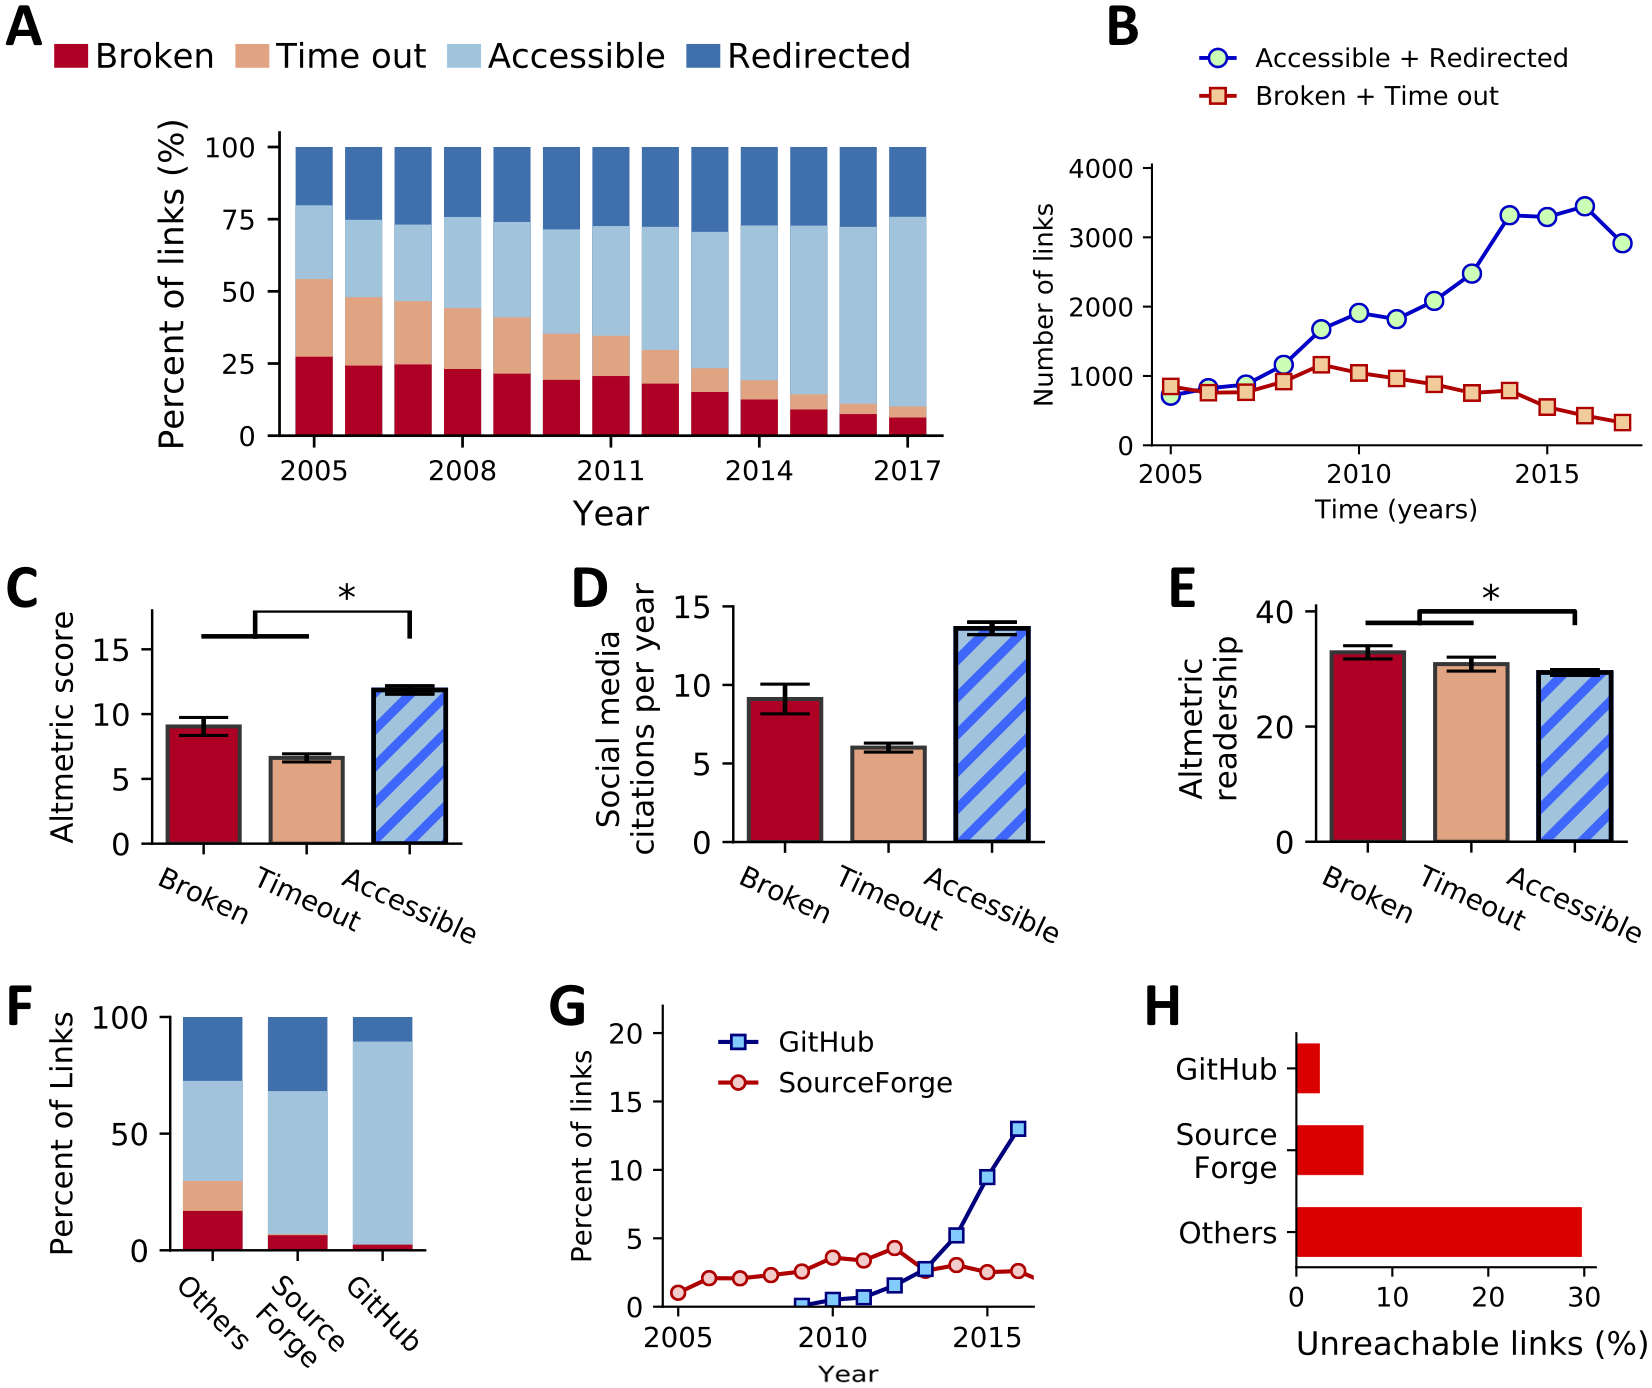 A
Broken Time out Accessible Redirected
Percent of links (%)
100
75
50
25
0
2005 2008 2011 2014 2017
Year
B
Accessible + Redirected
Broken + Time out
Number of links
4000
3000
2000
1000
0
2005 2010 2015
Time (years)
C
Altmetric score
*
15
10
5
0
Broken Timeout Accessible
D
Social media
citations per year
15
10
5
0
Broken Timeout Accessible
E
Altmetric
readership
*
40
20
0
Broken Timeout Accessible
F
Percent of Links
100
50
0
Others
Source
Forge
GitHub
G
Percent of links
GitHub
SourceForge
20
15
10
5
0
2005 2010 2015
Year
H
GitHub
Source
Forge
Others
0 10 20 30
Unreachable links (%)